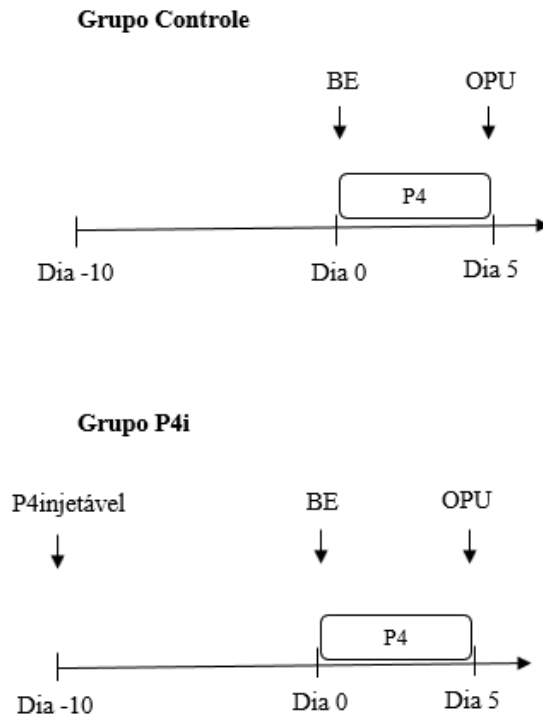 Grupo Controle
BE OPU
P4
Dia -10 Dia 0 Dia 5
Grupo P4i
P4injetável BE OPU
P4
Dia -10 Dia 0 Dia 5